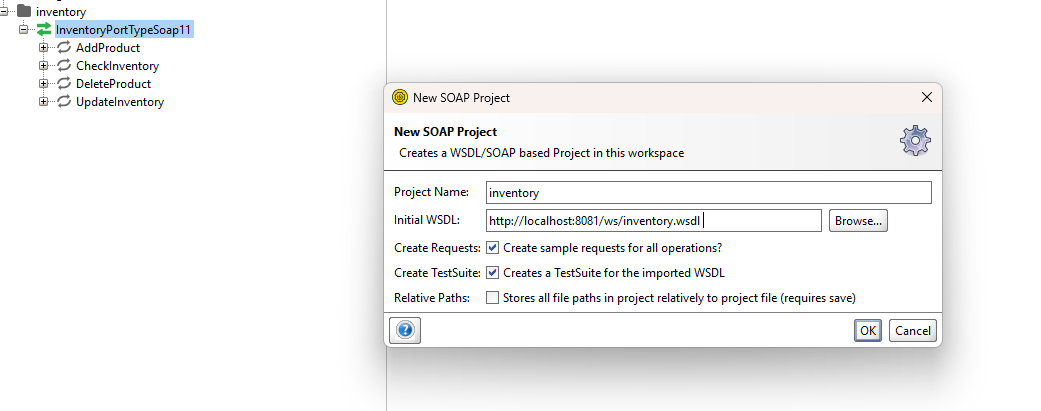 inventory
InventoryPortTypeSoap11
AddProduct
CheckInventory
DeleteProduct
UpdateInventory
New SOAP Project
New SOAP Project
Creates a WSDL/SOAP based Project in this workspace
Project Name: inventory
Initial WSDL: http://localhost:8081/ws/inventory.wsdl Browse...
Create Requests: Create sample requests for all operations?
Create TestSuite: Creates a TestSuite for the imported WSDL
Relative Paths: Stores all file paths in project relatively to project file (requires save)
? OK Cancel